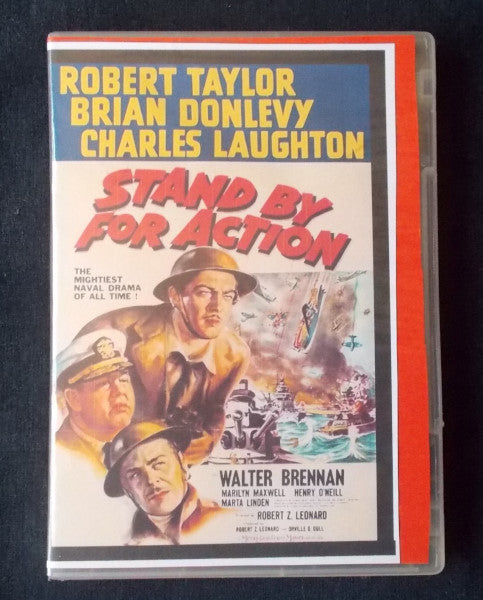 ROBERT TAYLOR
BRIAN DONLEVY
CHARLES LAUGHTON
STAND BY
FOR ACTION
THE
MIGHTIEST
NAVAL DRAMA
OF ALL TIME!
WALTER BRENNAN
MARILYN MAXWELL HENRY O'NEILL
MARTA LINDEN
ROBERT Z. LEONARD
ROBERT Z. LEONARD ORVILLE O. DULL